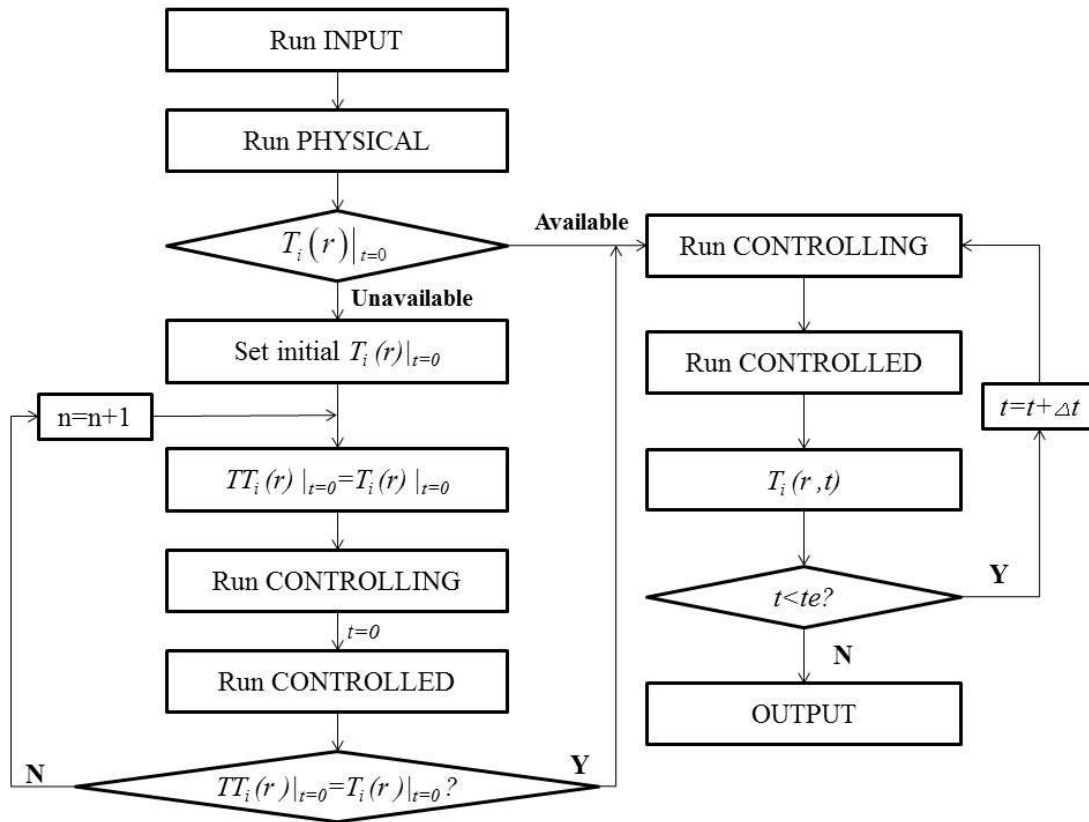 Run INPUT
Run PHYSICAL
T_i(r)|_{t=0}
Available
Unavailable
Set initial T_i(r)|_{t=0}
n=n+1
TT_i(r)|_{t=0}=T_i(r)|_{t=0}
Run CONTROLLING
t=0
Run CONTROLLED
TT_i(r)|_{t=0}=T_i(r)|_{t=0}?
N
Y
Run CONTROLLING
Run CONTROLLED
T_i(r,t)
t<te?
Y
t=t+△t
N
OUTPUT